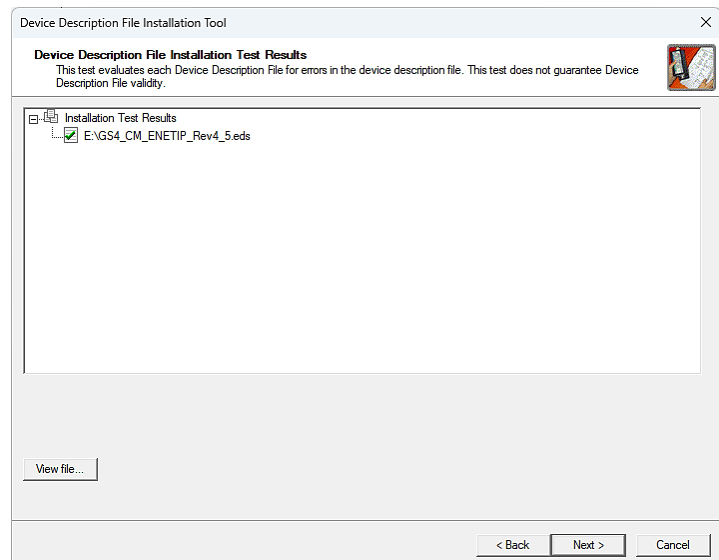 Device Description File Installation Tool
Device Description File Installation Test Results
This test evaluates each Device Description File for errors in the device description file. This test does not guarantee Device
Description File validity.
Installation Test Results
E:\GS4_CM_ENETIP_Rev4_5.eds
View file...
< Back
Next >
Cancel